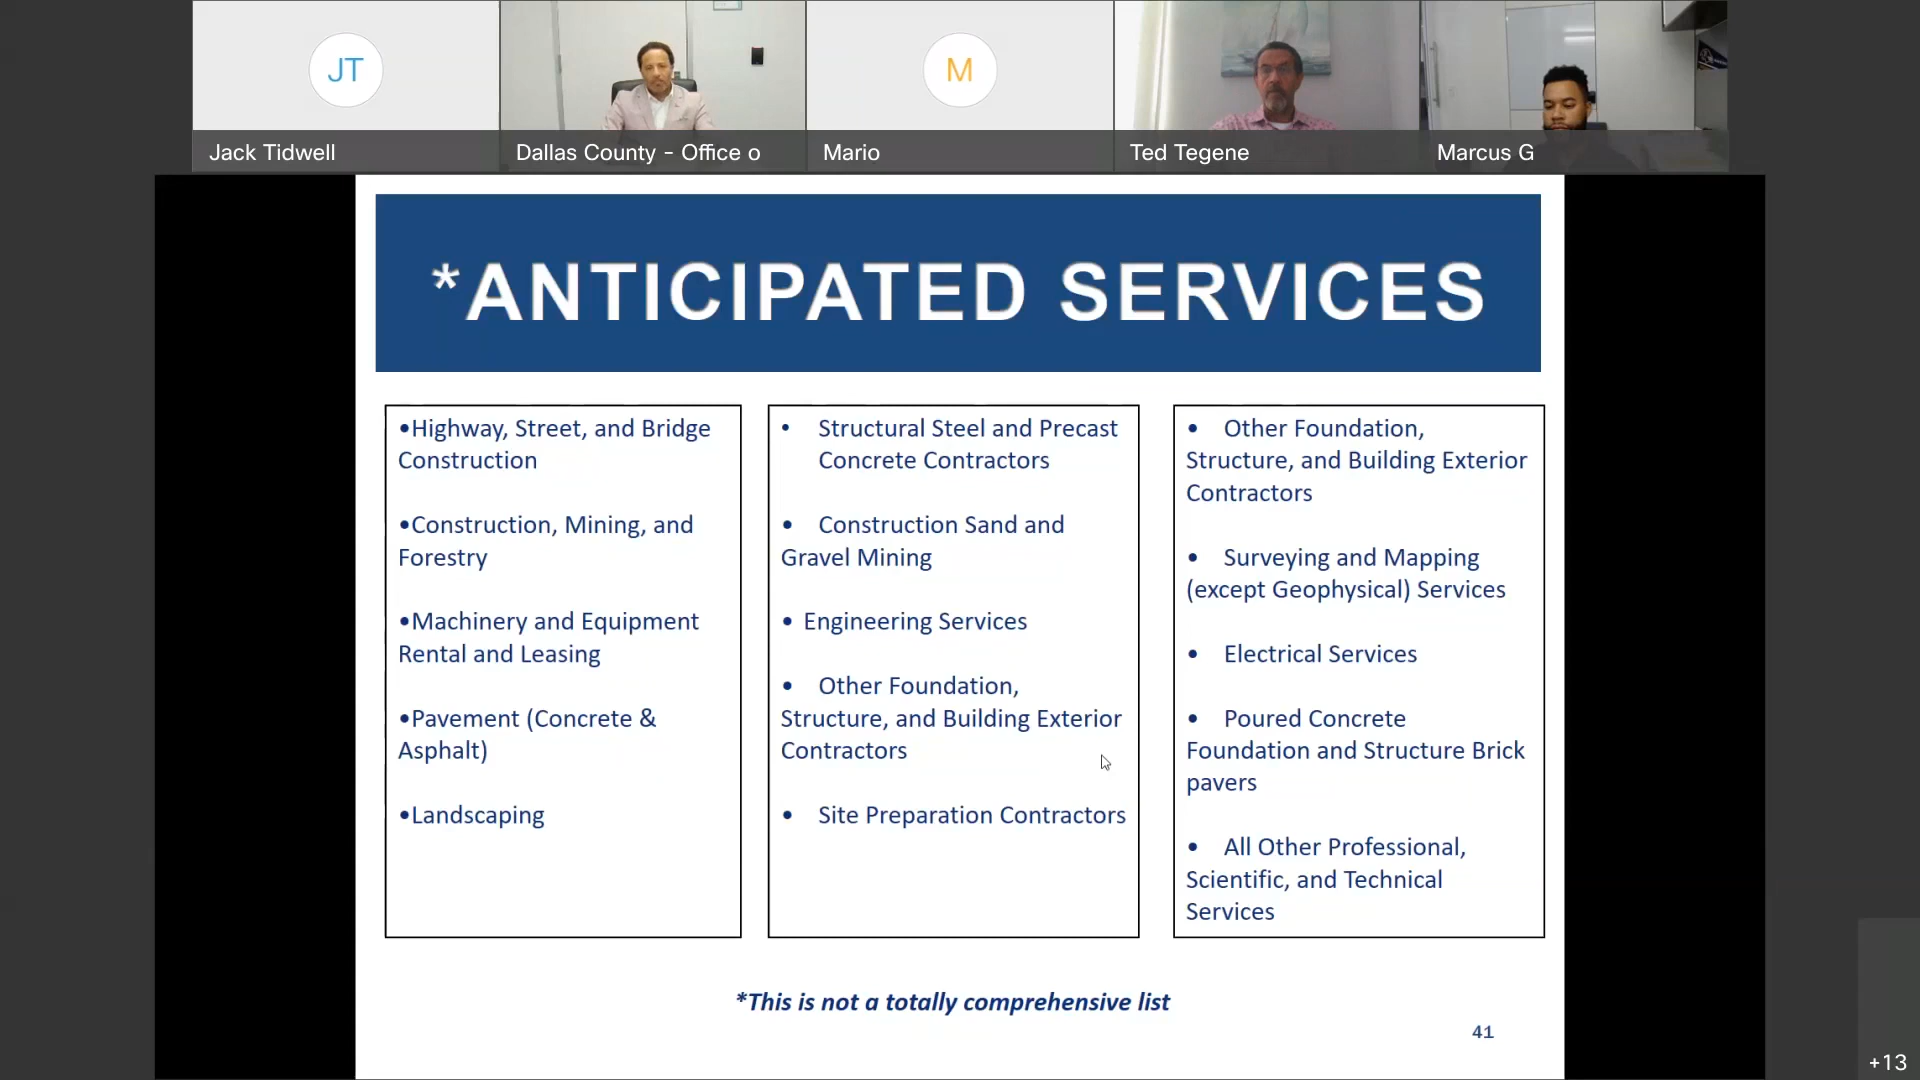 JT
M
Jack Tidwell
Dallas County - Office o
Mario
Ted Tegene
Marcus G
*ANTICIPATED SERVICES
•Highway, Street, and Bridge
Construction
•Construction, Mining, and
Forestry
•Machinery and Equipment
Rental and Leasing
•Pavement (Concrete &
Asphalt)
•Landscaping
• Structural Steel and Precast
Concrete Contractors
• Construction Sand and
Gravel Mining
• Engineering Services
• Other Foundation,
Structure, and Building Exterior
Contractors
• Site Preparation Contractors
• Other Foundation,
Structure, and Building Exterior
Contractors
• Surveying and Mapping
(except Geophysical) Services
• Electrical Services
• Poured Concrete
Foundation and Structure Brick
pavers
• All Other Professional,
Scientific, and Technical
Services
*This is not a totally comprehensive list
41
+13